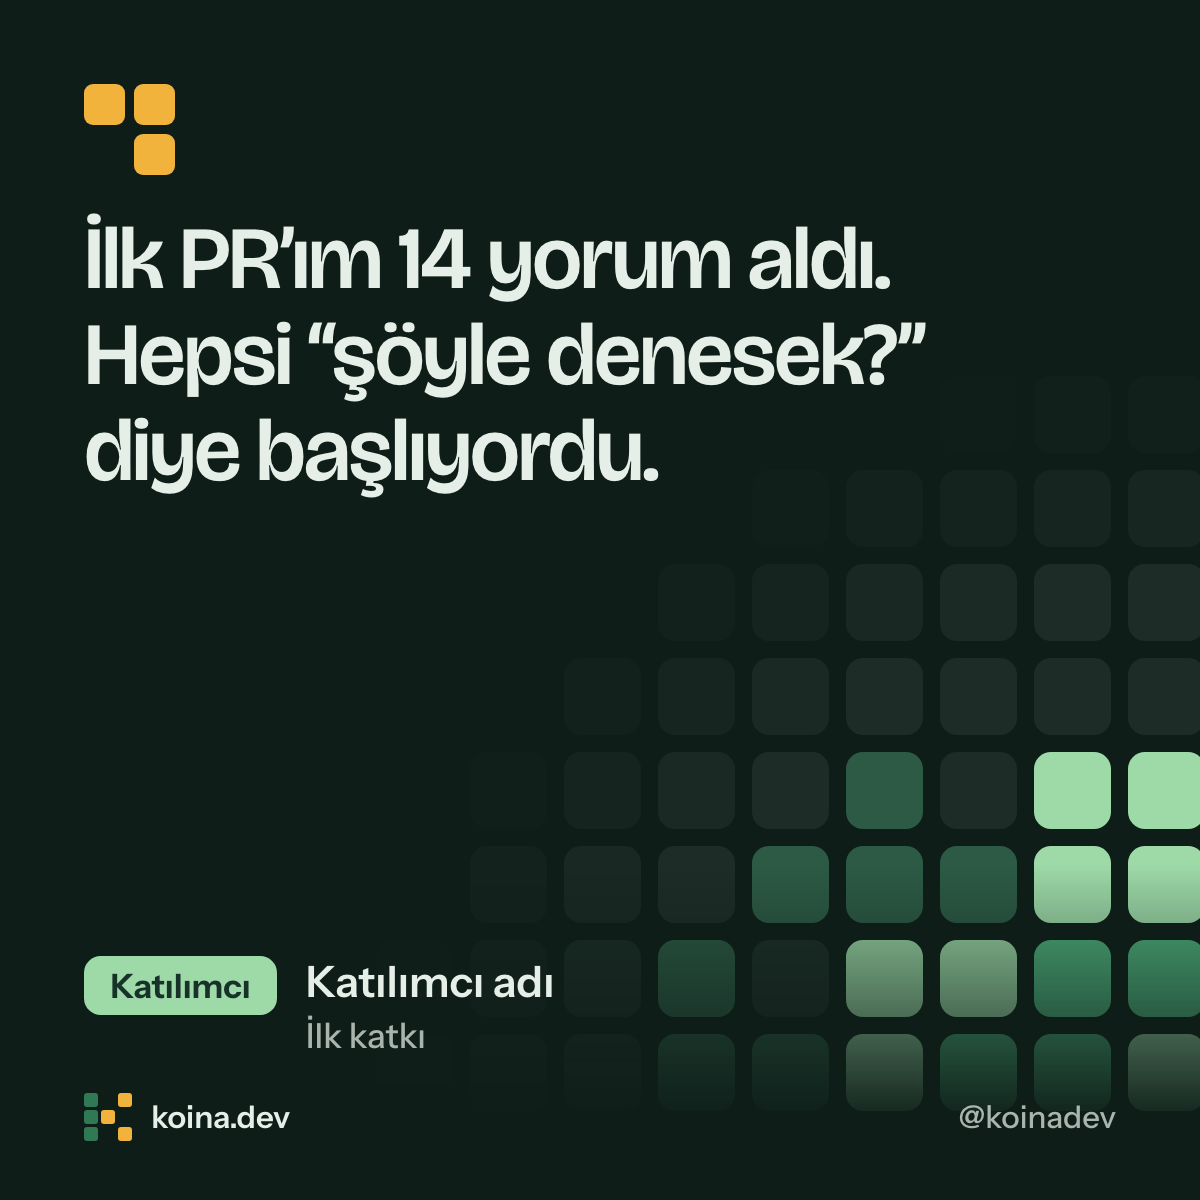 İlk PR’ım 14 yorum aldı.
Hepsi “şöyle denesek?”
diye başlıyordu.
Katılımcı
Katılımcı adı
İlk katkı
koina.dev
@koinadev